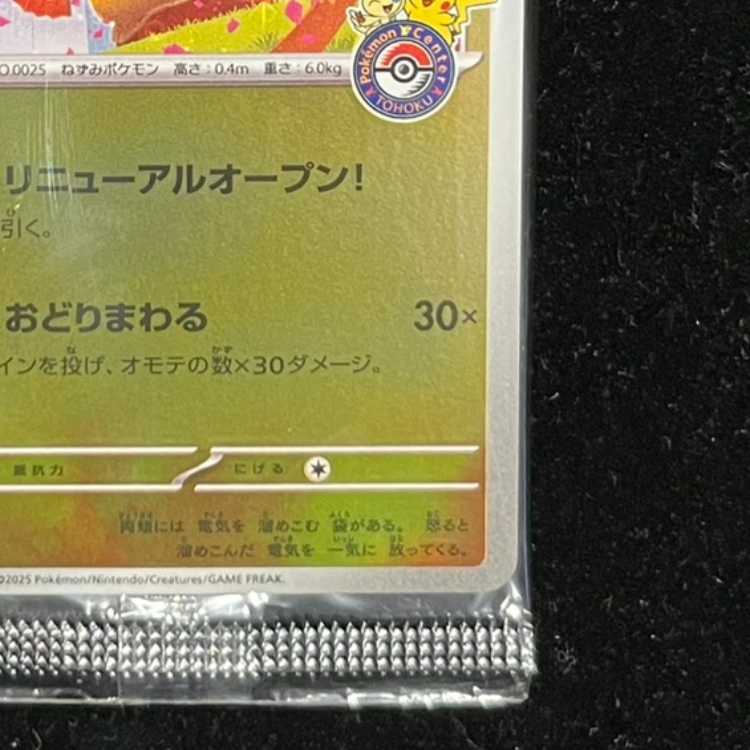 Pokémon Center
TOHOKU
O.0025 ねずみポケモン 高さ:0.4m 重さ:6.0kg
リニューアルオープン!
引く。
おどりまわる 30×
インを投げ、オモテの数×30ダメージ。
抵抗力 にげる
両頬には 電気を 溜めこむ 袋がある。 怒ると
溜めこんだ 電気を 一気に 放ってくる。
©2025 Pokémon/Nintendo/Creatures/GAME FREAK.